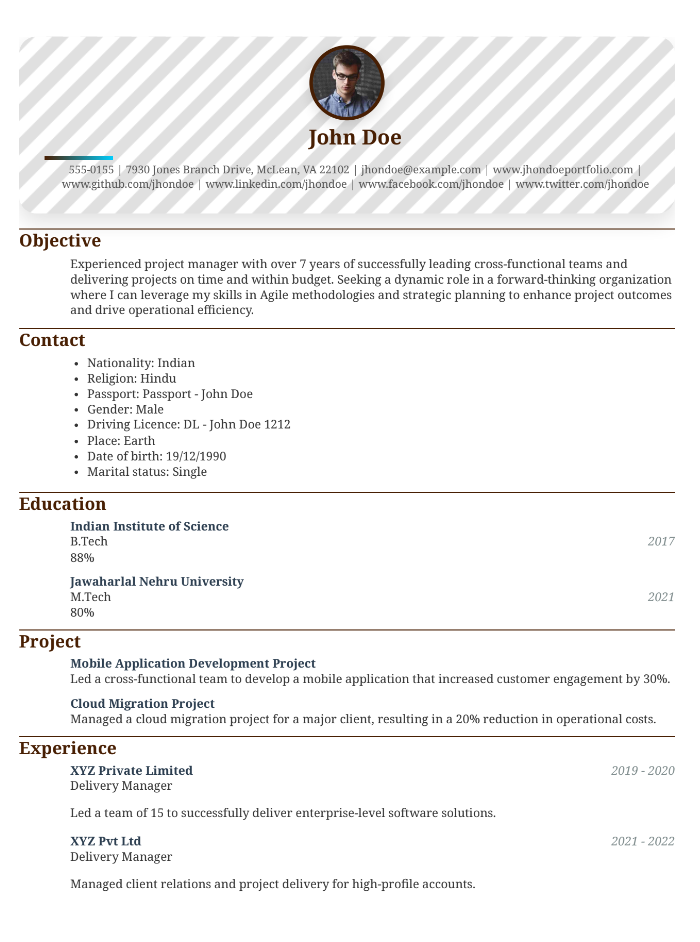 John Doe
555-0155 | 7930 Jones Branch Drive, McLean, VA 22102 | jhondoe@example.com | www.jhondoeportfolio.com |
www.github.com/jhondoe | www.linkedin.com/jhondoe | www.facebook.com/jhondoe | www.twitter.com/jhondoe
Objective
Experienced project manager with over 7 years of successfully leading cross-functional teams and
delivering projects on time and within budget. Seeking a dynamic role in a forward-thinking organization
where I can leverage my skills in Agile methodologies and strategic planning to enhance project outcomes
and drive operational efficiency.
Contact
• Nationality: Indian
• Religion: Hindu
• Passport: Passport - John Doe
• Gender: Male
• Driving Licence: DL - John Doe 1212
• Place: Earth
• Date of birth: 19/12/1990
• Marital status: Single
Education
Indian Institute of Science
B.Tech 2017
88%
Jawaharlal Nehru University
M.Tech 2021
80%
Project
Mobile Application Development Project
Led a cross-functional team to develop a mobile application that increased customer engagement by 30%.
Cloud Migration Project
Managed a cloud migration project for a major client, resulting in a 20% reduction in operational costs.
Experience
XYZ Private Limited 2019 - 2020
Delivery Manager
Led a team of 15 to successfully deliver enterprise-level software solutions.
XYZ Pvt Ltd 2021 - 2022
Delivery Manager
Managed client relations and project delivery for high-profile accounts.